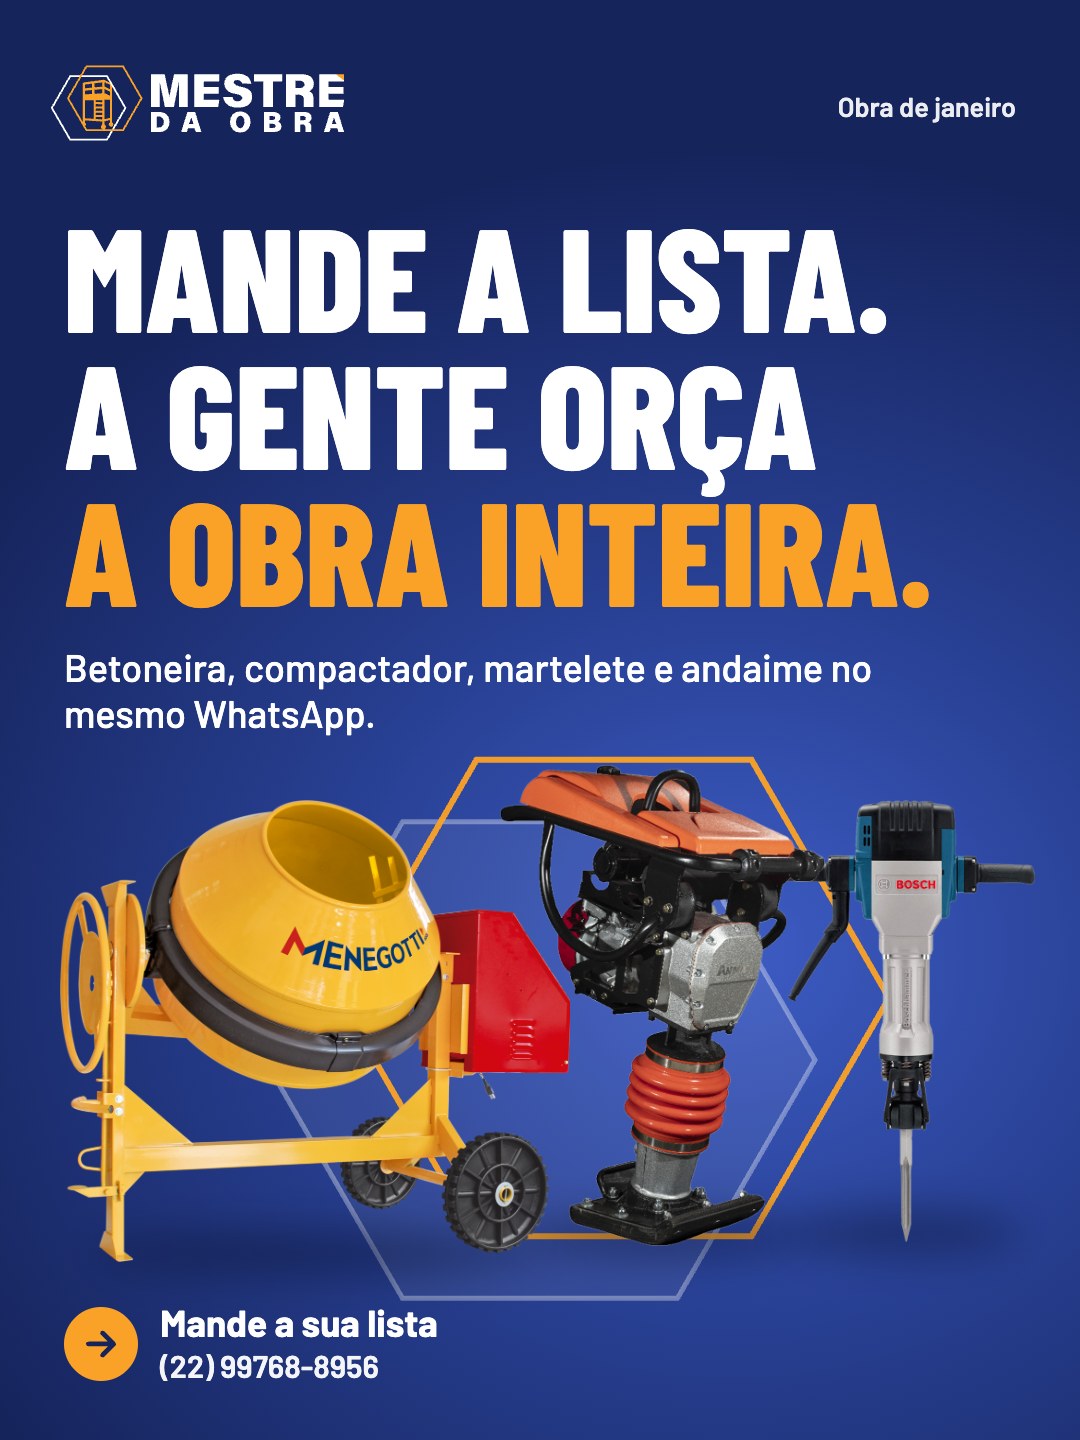 MESTRE
DA OBRA
Obra de janeiro
MANDE A LISTA.
A GENTE ORÇA
A OBRA INTEIRA.
Betoneira, compactador, martelete e andaime no
mesmo WhatsApp.
MENEGOTTI
BOSCH
Mande a sua lista
(22) 99768-8956